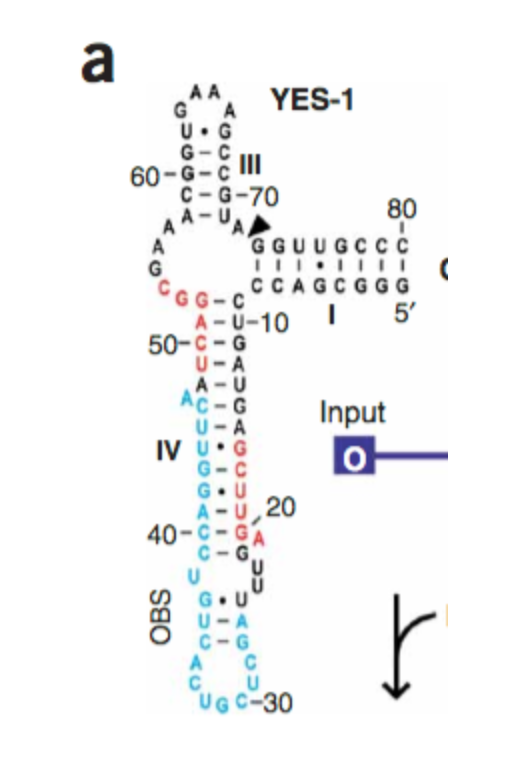 a
YES-1
A A
G A
U • G
G – C
III
60 – G – C
C – G – 70
A – U
A A
80
A G G U U G C C C
G C C A G C G G G
C G G – C
I
5′
A – U – 10
50 – C – G
U – A
A – U
A C – G
Input
U – A
IV
U • G
O
G – C
G • U
A – U
20
40 – C – G A
C – G
U U
U
OBS
G • U
U – A
C – G
A C
C U
U G C – 30